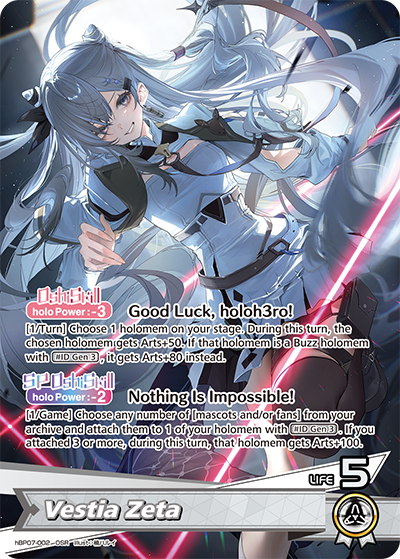 Oshi Skill
holo Power:-3
Good Luck, holoh3ro!
[1/Turn] Choose 1 holomem on your stage. During this turn, the
chosen holomem gets Arts+50. If that holomem is a Buzz holomem
with #ID Gen 3, it gets Arts+80 instead.
SP Oshi Skill
holo Power:-2
Nothing Is Impossible!
[1/Game] Choose any number of [mascots and/or fans] from your
archive and attach them to 1 of your holomem with #ID Gen 3. If you
attached 3 or more, during this turn, that holomem gets Arts+100.
LIFE 5
Vestia Zeta
hBP07-002 OSR